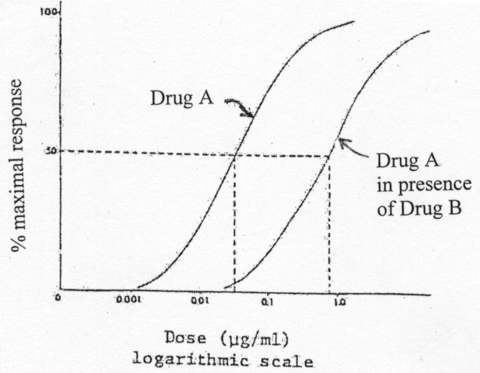 100
Drug A
50
Drug A
in presence
of Drug B
% maximal response
0
0.001
0.01
0.1
1.0
Dose (µg/ml)
logarithmic scale